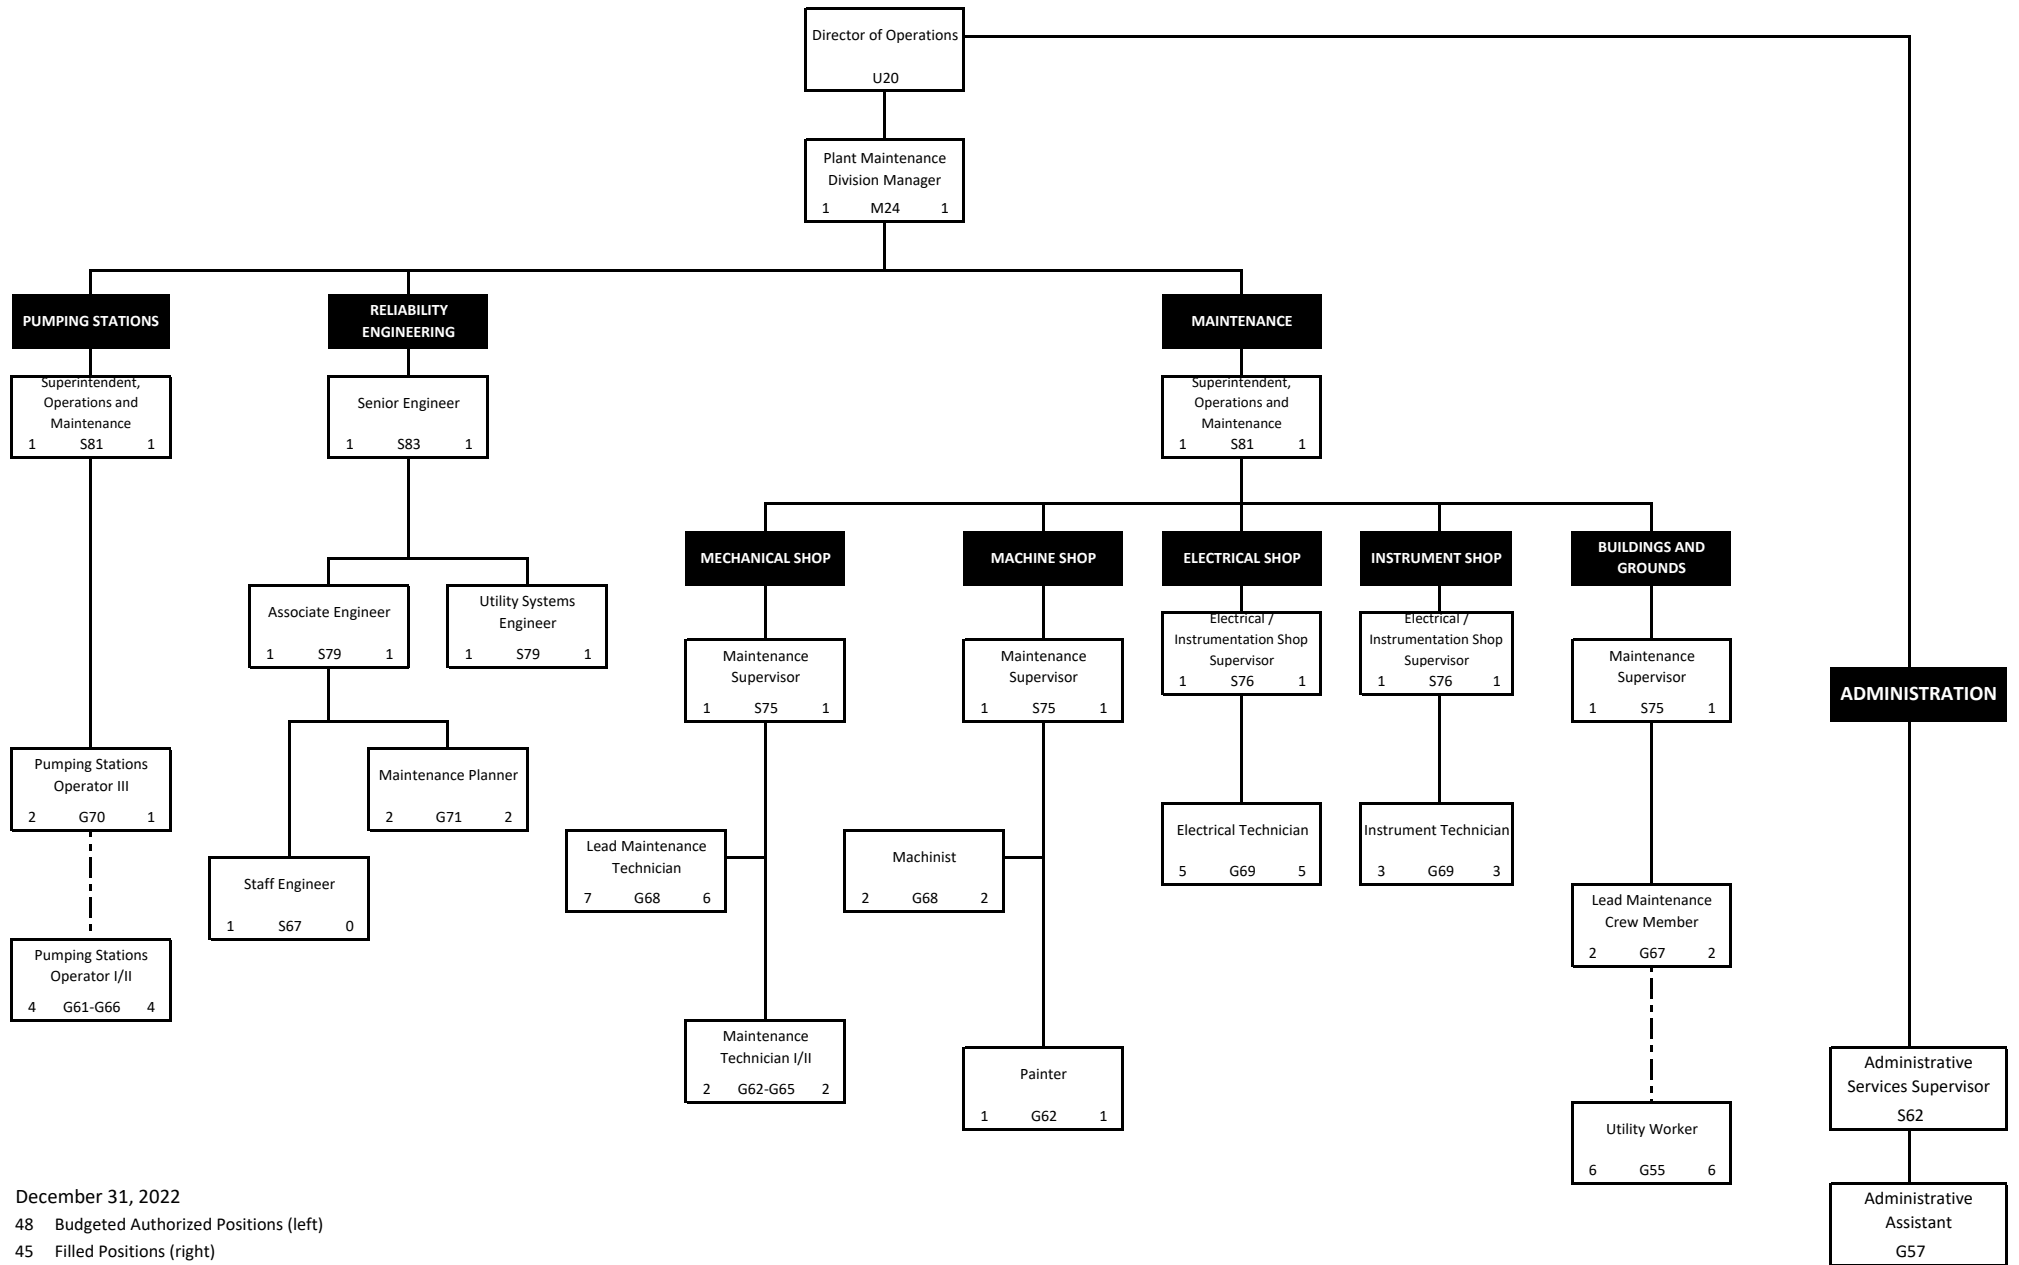 Director of Operations
U20
Plant Maintenance
Division Manager
1 M24 1
PUMPING STATIONS
RELIABILITY
ENGINEERING
MAINTENANCE
Superintendent,
Operations and
Maintenance
1 S81 1
Senior Engineer
1 S83 1
Superintendent,
Operations and
Maintenance
1 S81 1
MECHANICAL SHOP
MACHINE SHOP
ELECTRICAL SHOP
INSTRUMENT SHOP
BUILDINGS AND
GROUNDS
Associate Engineer
1 S79 1
Utility Systems
Engineer
1 S79 1
Maintenance
Supervisor
1 S75 1
Maintenance
Supervisor
1 S75 1
Electrical /
Instrumentation Shop
Supervisor
1 S76 1
Electrical /
Instrumentation Shop
Supervisor
1 S76 1
Maintenance
Supervisor
1 S75 1
ADMINISTRATION
Pumping Stations
Operator III
2 G70 1
Maintenance Planner
2 G71 2
Staff Engineer
1 S67 0
Lead Maintenance
Technician
7 G68 6
Machinist
2 G68 2
Electrical Technician
5 G69 5
Instrument Technician
3 G69 3
Lead Maintenance
Crew Member
2 G67 2
Pumping Stations
Operator I/II
4 G61-G66 4
Maintenance
Technician I/II
2 G62-G65 2
Painter
1 G62 1
Utility Worker
6 G55 6
Administrative
Services Supervisor
S62
Administrative
Assistant
G57
December 31, 2022
48 Budgeted Authorized Positions (left)
45 Filled Positions (right)